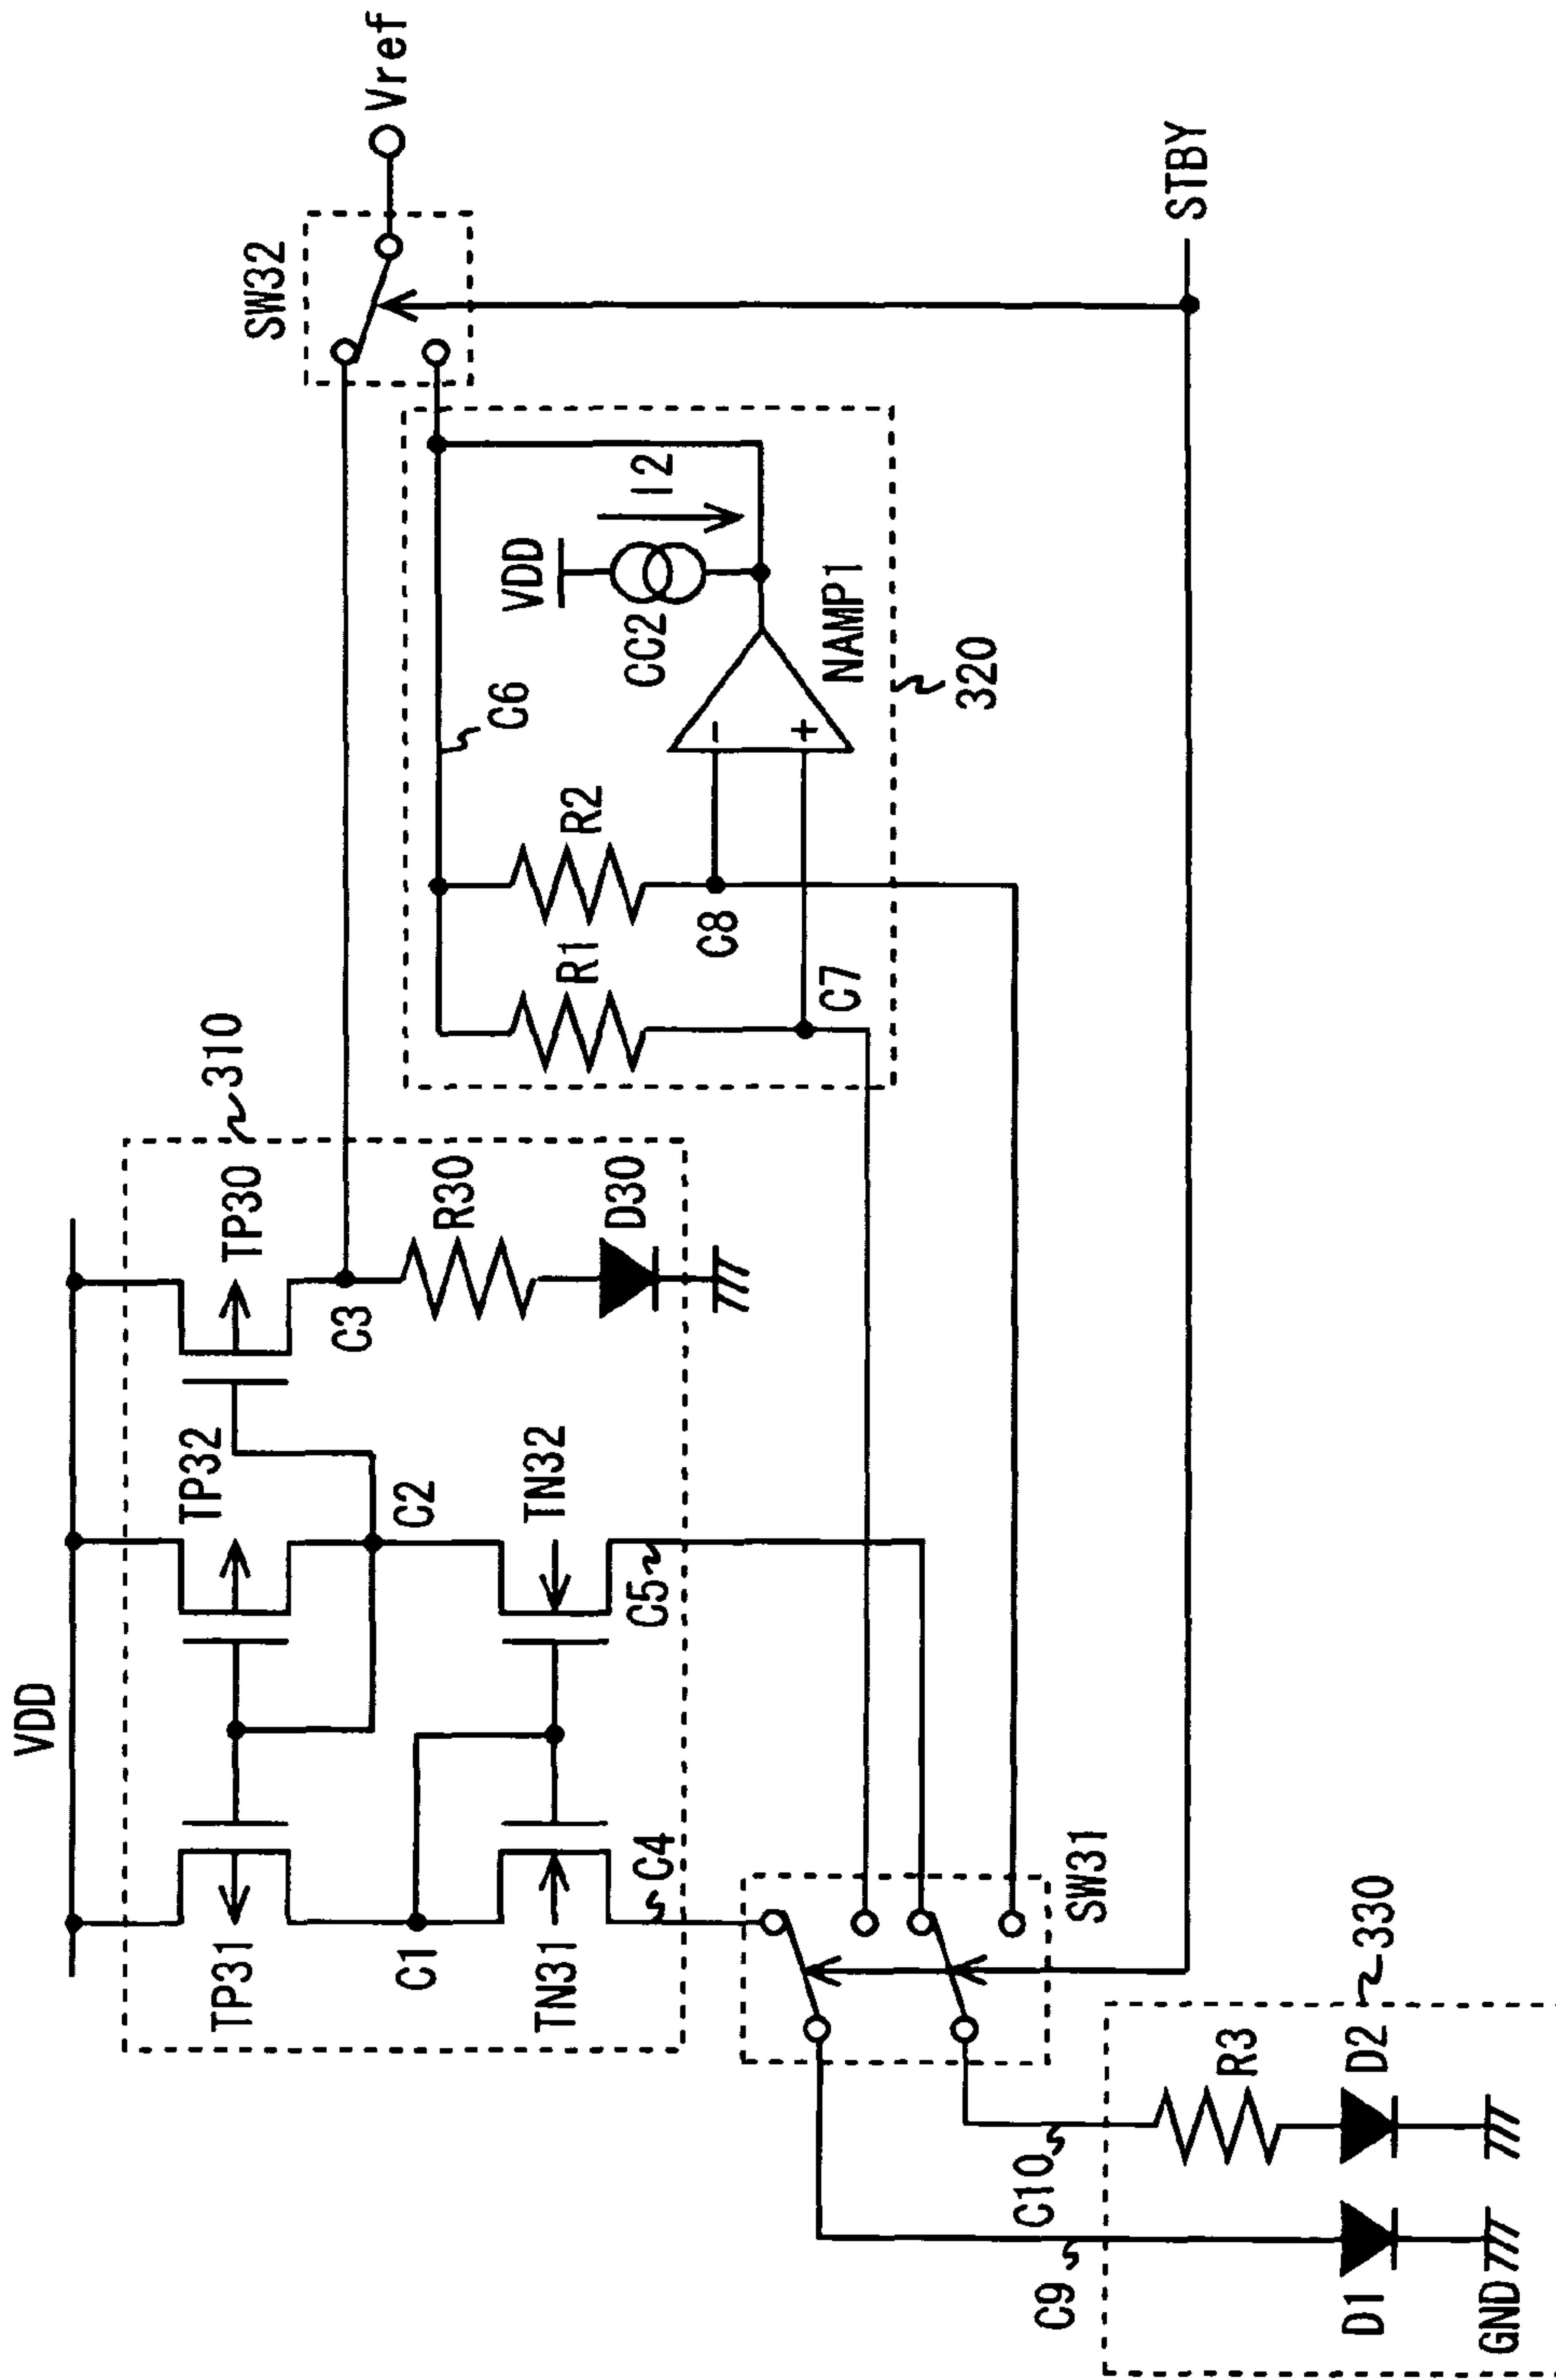 VDD
TP31
TP32
TP30
310
C1
C2
C3
TN31
TN32
R30
D30
C4
C5
SW32
Vref
R1
R2
C6
VDD
CC2
I2
C8
C7
NAMP1
320
SW31
STBY
C9
C10
330
R3
D1
D2
GND